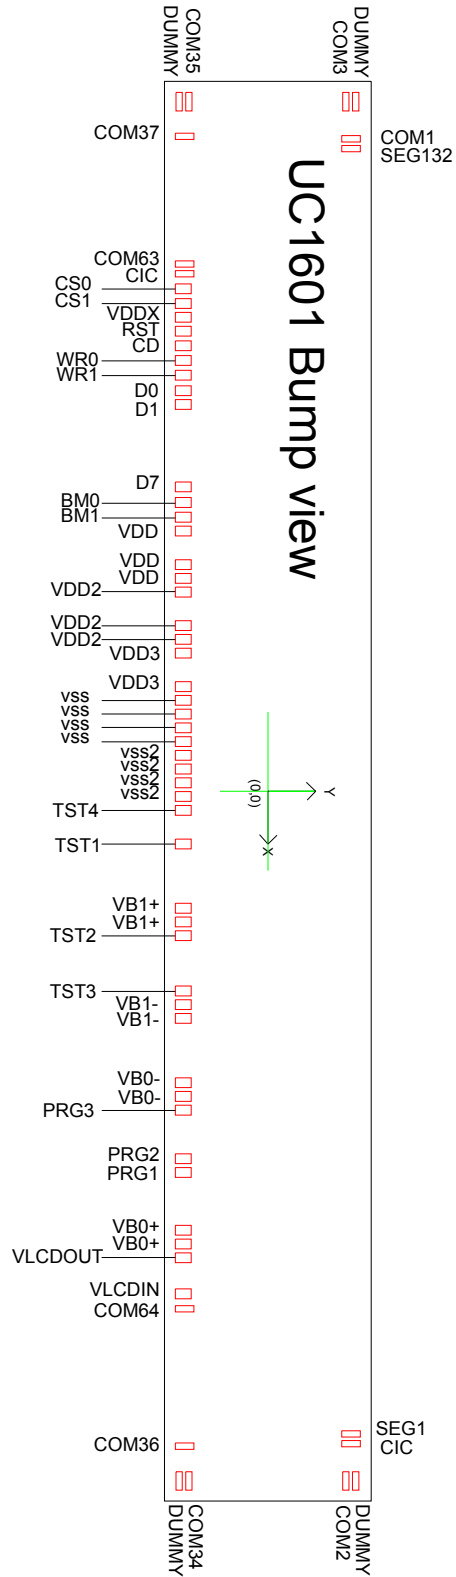 DUMMY
COM35
COM3
DUMMY
COM37
COM1
SEG132
UC1601 Bump view
COM63
CIC
CS0
CS1
VDDX
RST
CD
WR0
WR1
D0
D1
D7
BM0
BM1
VDD
VDD
VDD
VDD2
VDD2
VDD2
VDD3
VDD3
vss
vss
vss
vss
vss2
vss2
vss2
vss2
Y
(0,0)
X
TST4
TST1
VB1+
VB1+
TST2
TST3
VB1-
VB1-
VB0-
VB0-
PRG3
PRG2
PRG1
VB0+
VB0+
VLCDOUT
VLCDIN
COM64
SEG1
CIC
COM36
DUMMY
COM34
COM2
DUMMY